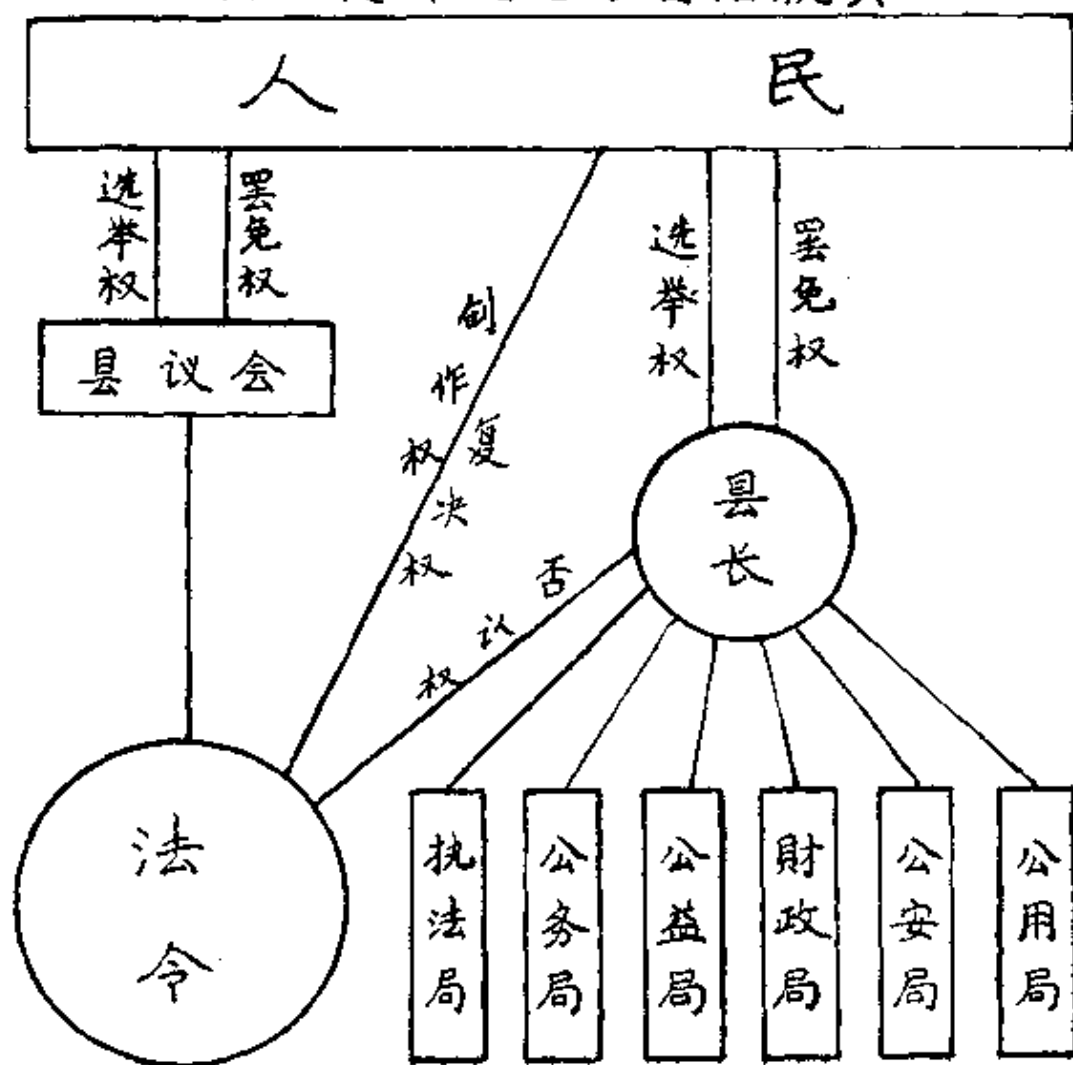 人民
选举权
罢免权
选举权
罢免权
县议会
创作权
复决权
县长
否认权
法令
执法局
公务局
公益局
财政局
公安局
公用局